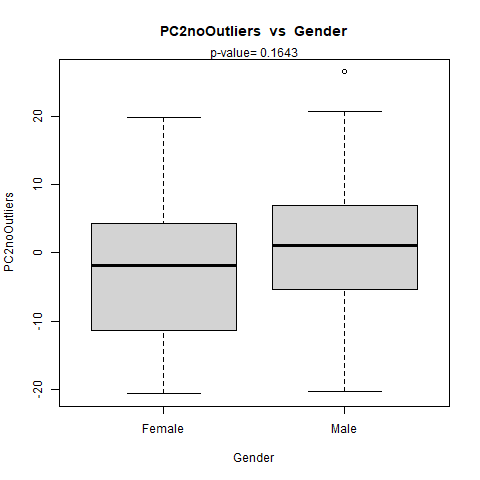 PC2noOutliers vs Gender
p-value= 0.1643
PC2noOutliers
20
10
0
-10
-20
Female
Male
Gender